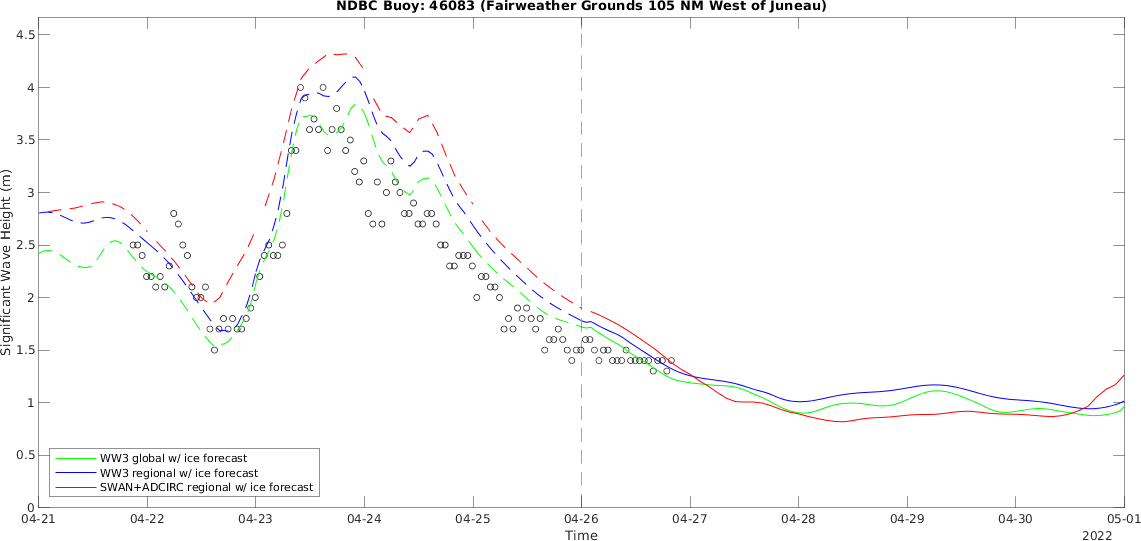 NDBC Buoy: 46083 (Fairweather Grounds 105 NM West of Juneau)
Significant Wave Height (m)
4.5
4
3.5
3
2.5
2
1.5
1
0.5
0
WW3 global w/ ice forecast
WW3 regional w/ ice forecast
SWAN+ADCIRC regional w/ ice forecast
04-21 04-22 04-23 04-24 04-25 04-26 04-27 04-28 04-29 04-30 05-01
Time
2022